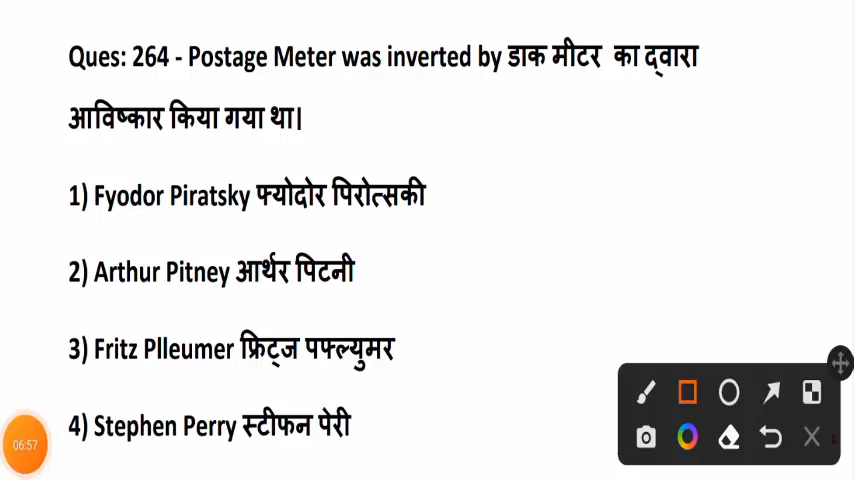 Ques: 264 - Postage Meter was inverted by डाक मीटर का द्वारा
आविष्कार किया गया था।
1) Fyodor Piratsky फ्योदोर पिरोत्सकी
2) Arthur Pitney आर्थर पिटनी
3) Fritz Plleumer फ्रिट्ज पफ्ल्युमर
4) Stephen Perry स्टीफन पेरी
06:57